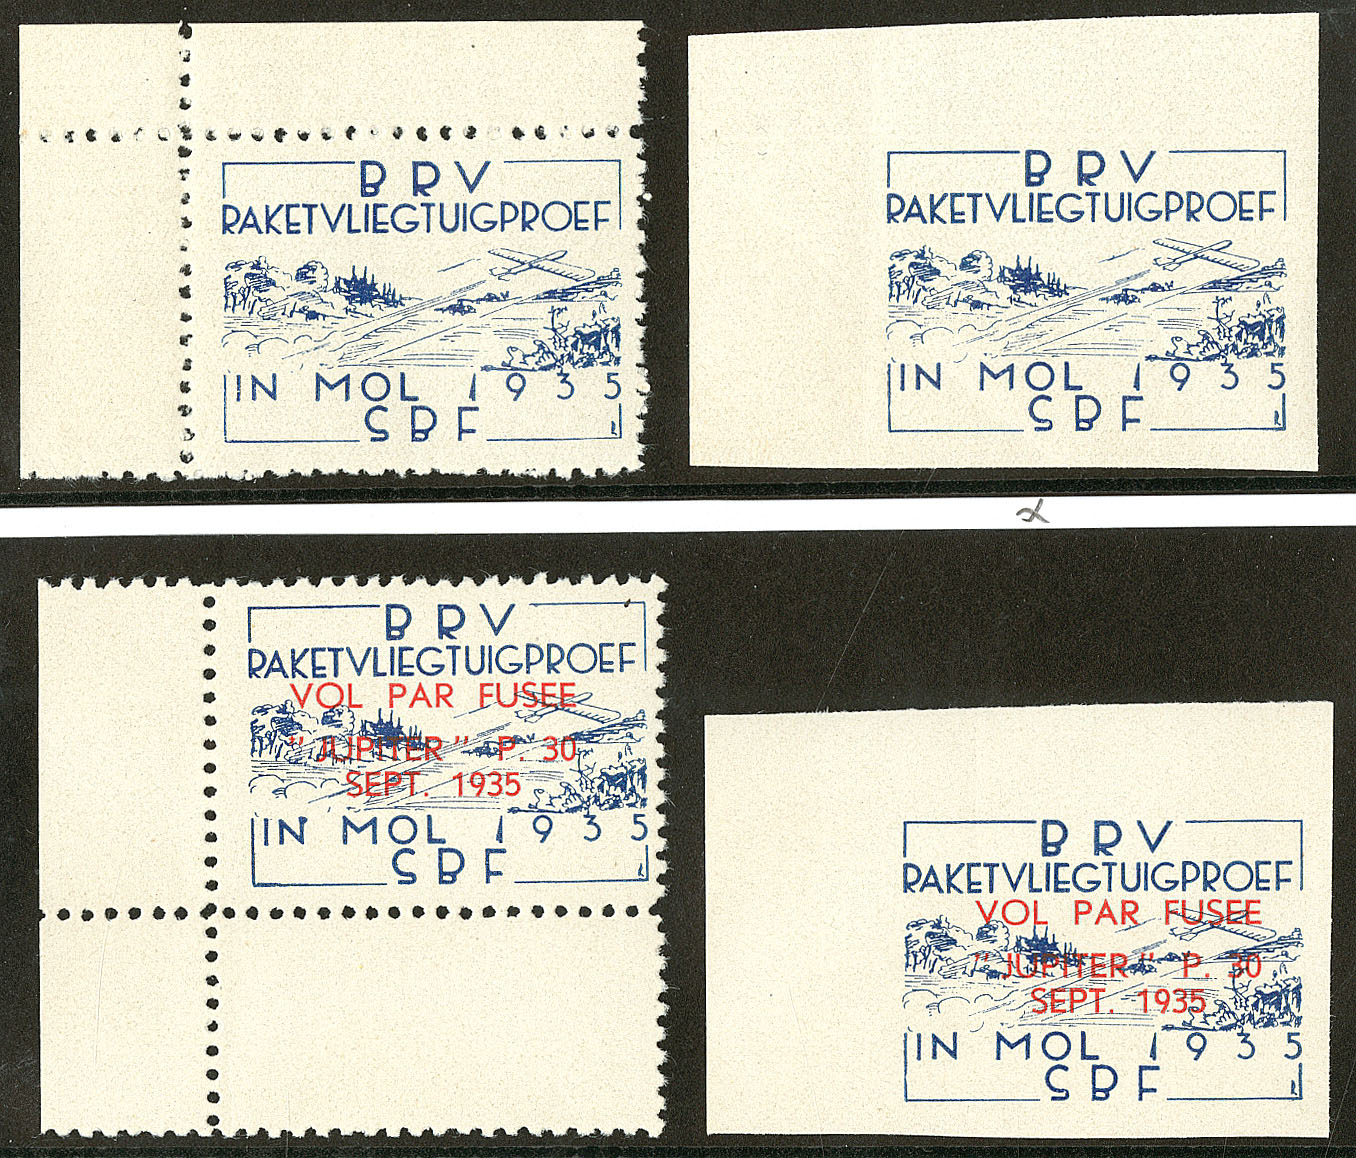 B R V
RAKETVLIEGTUIGPROEF
IN MOL 1935
SBF
B R V
RAKETVLIEGTUIGPROEF
IN MOL 1935
SBF
B R V
RAKETVLIEGTUIGPROEF
VOL PAR FUSEE
"JUPITER" P. 30
SEPT. 1935
IN MOL 1935
SBF
B R V
RAKETVLIEGTUIGPROEF
VOL PAR FUSEE
"JUPITER" P. 30
SEPT. 1935
IN MOL 1935
SBF